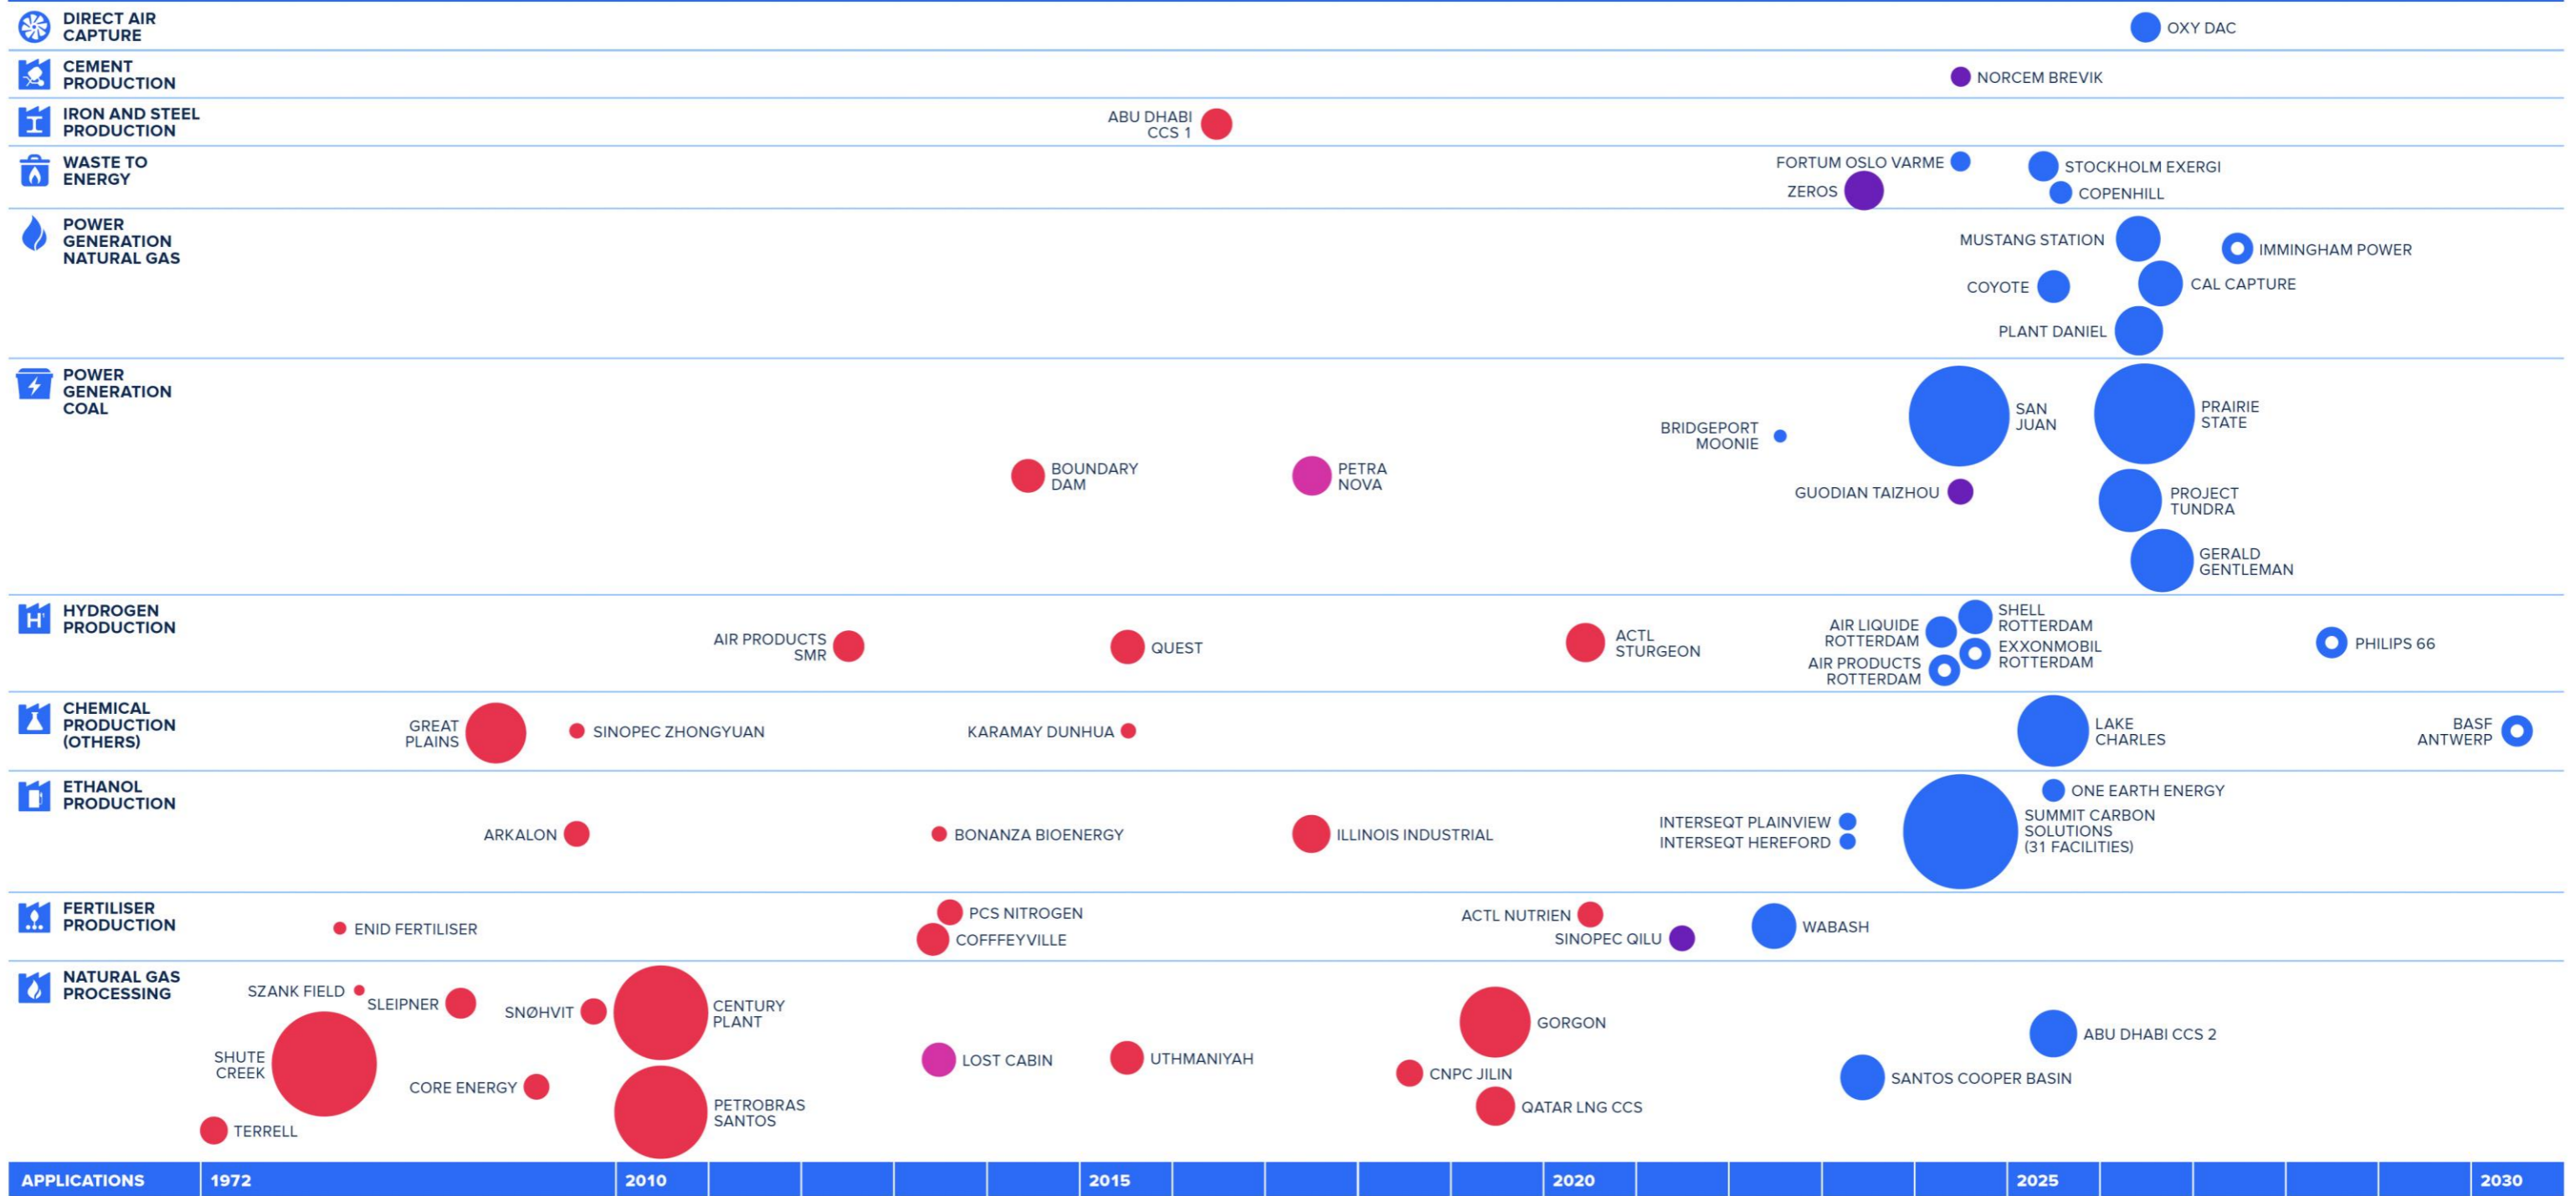 DIRECT AIR
CAPTURE
OXY DAC
CEMENT
PRODUCTION
NORCEM BREVIK
IRON AND STEEL
PRODUCTION
ABU DHABI
CCS 1
WASTE TO
ENERGY
FORTUM OSLO VARME
ZEROS
STOCKHOLM EXERGI
COPENHILL
POWER
GENERATION
NATURAL GAS
MUSTANG STATION
IMMINGHAM POWER
COYOTE
CAL CAPTURE
PLANT DANIEL
POWER
GENERATION
COAL
BOUNDARY
DAM
PETRA
NOVA
BRIDGEPORT
MOONIE
GUODIAN TAIZHOU
SAN
JUAN
PRAIRIE
STATE
PROJECT
TUNDRA
GERALD
GENTLEMAN
H
HYDROGEN
PRODUCTION
AIR PRODUCTS
SMR
QUEST
ACTL
STURGEON
AIR LIQUIDE
ROTTERDAM
AIR PRODUCTS
ROTTERDAM
SHELL
ROTTERDAM
EXXONMOBIL
ROTTERDAM
PHILIPS 66
CHEMICAL
PRODUCTION
(OTHERS)
GREAT
PLAINS
SINOPEC ZHONGYUAN
KARAMAY DUNHUA
LAKE
CHARLES
BASF
ANTWERP
ETHANOL
PRODUCTION
ARKALON
BONANZA BIOENERGY
ILLINOIS INDUSTRIAL
INTERSEQT PLAINVIEW
INTERSEQT HEREFORD
ONE EARTH ENERGY
SUMMIT CARBON
SOLUTIONS
(31 FACILITIES)
FERTILISER
PRODUCTION
ENID FERTILISER
PCS NITROGEN
COFFFEYVILLE
ACTL NUTRIEN
SINOPEC QILU
WABASH
NATURAL GAS
PROCESSING
SZANK FIELD
SLEIPNER
SNØHVIT
CENTURY
PLANT
SHUTE
CREEK
CORE ENERGY
TERRELL
PETROBRAS
SANTOS
LOST CABIN
UTHMANIYAH
GORGON
CNPC JILIN
QATAR LNG CCS
ABU DHABI CCS 2
SANTOS COOPER BASIN
APPLICATIONS 1972 2010 2015 2020 2025 2030